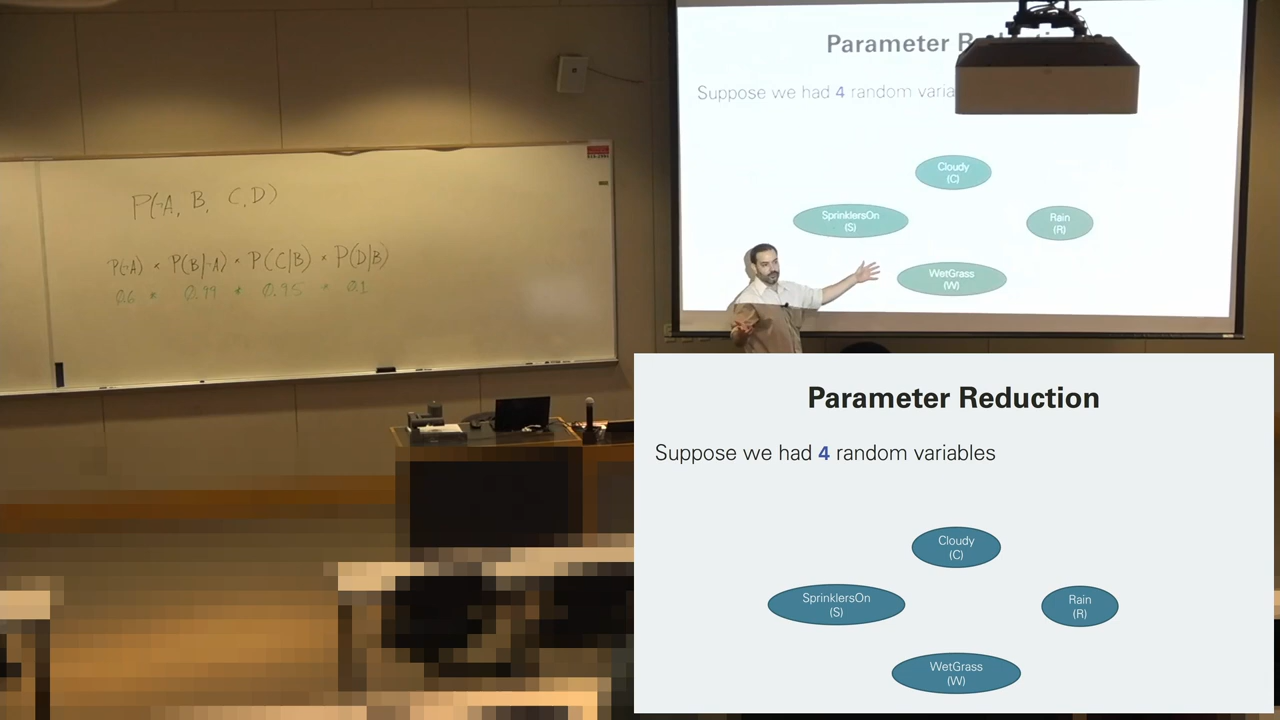 P(¬A, B, C,D)
P(¬A) * P(B|¬A) * P(C|B) * P(D|B)
0.6 * 0.99 * 0.95 * 0.1
Parameter R
Suppose we had 4 random varia
Cloudy
(C)
SprinklersOn
(S)
Rain
(R)
WetGrass
(W)
Parameter Reduction
Suppose we had 4 random variables
Cloudy
(C)
SprinklersOn
(S)
Rain
(R)
WetGrass
(W)